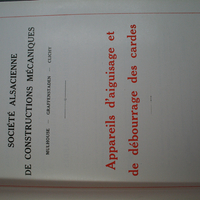 SOCIÉTÉ ALSACIENNE
DE CONSTRUCTIONS MÉCANIQUES
MULHOUSE — GRAFFENSTADEN — CLICHY
Appareils d'aiguisage et
de débourrage des cardes